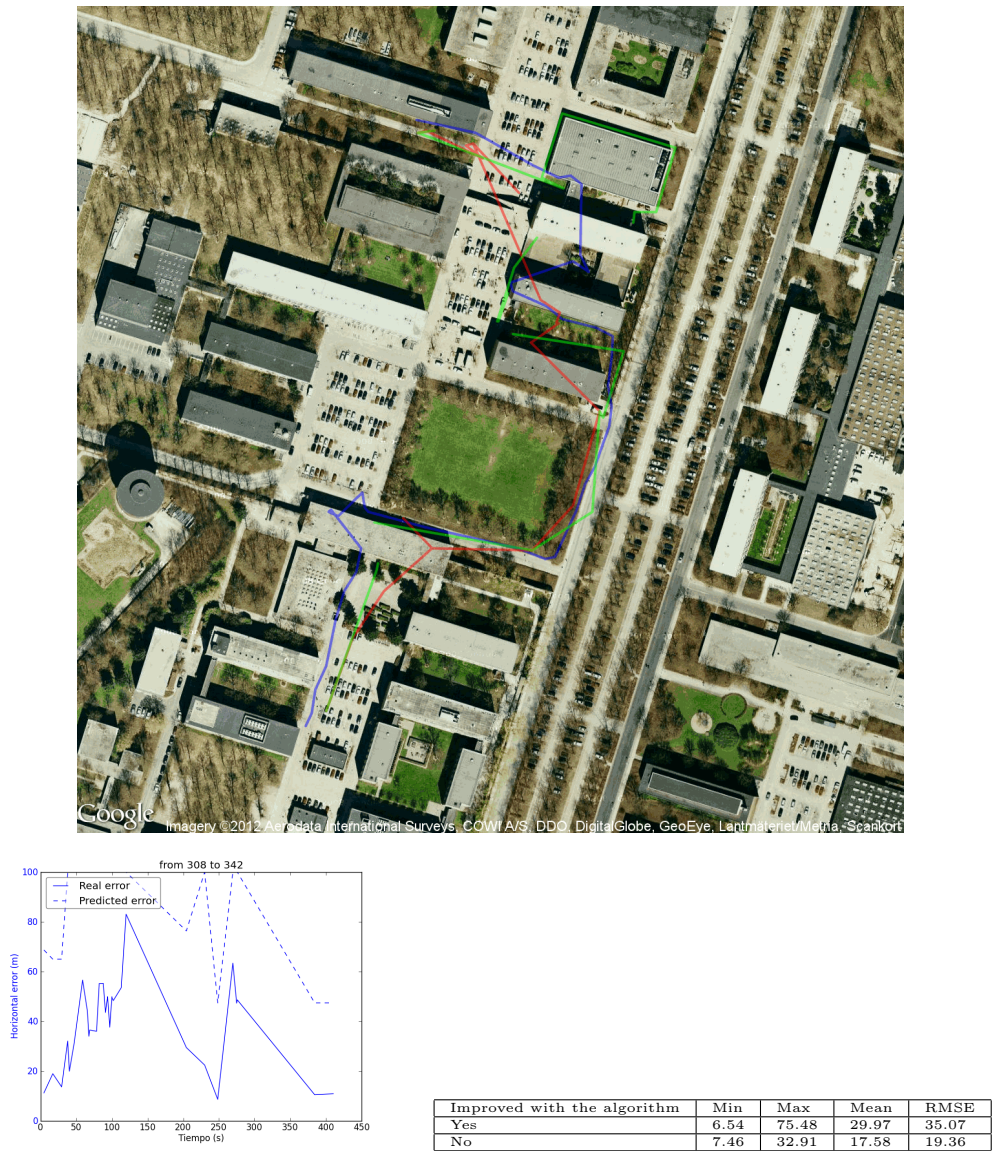 Google
Imagery ©2012 Aerodata International Surveys, COWI A/S, DDO, DigitalGlobe, GeoEye, Lantmäteriet/Metria, Scankort
from 308 to 342
Real error
Predicted error
Horizontal error (m)
100
80
60
40
20
0
0 50 100 150 200 250 300 350 400 450
Tiempo (s)
Improved with the algorithm Min Max Mean RMSE
Yes 6.54 75.48 29.97 35.07
No 7.46 32.91 17.58 19.36